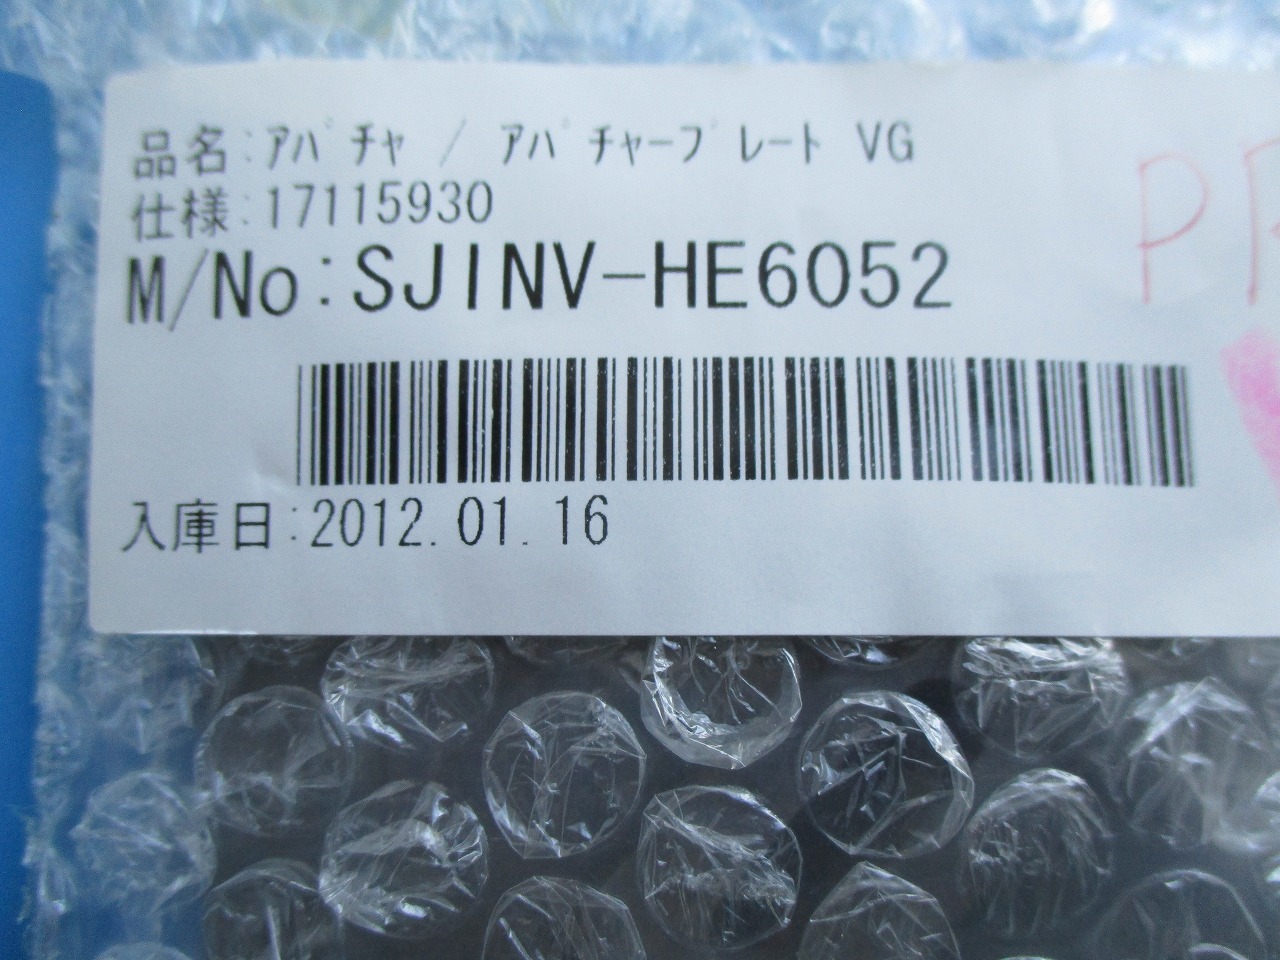 品名:ｱﾊﾟﾁｬ / ｱﾊﾟﾁｬｰﾌﾟﾚｰﾄ VG
仕様:17115930
M/No:SJINV-HE6052
入庫日:2012.01.16